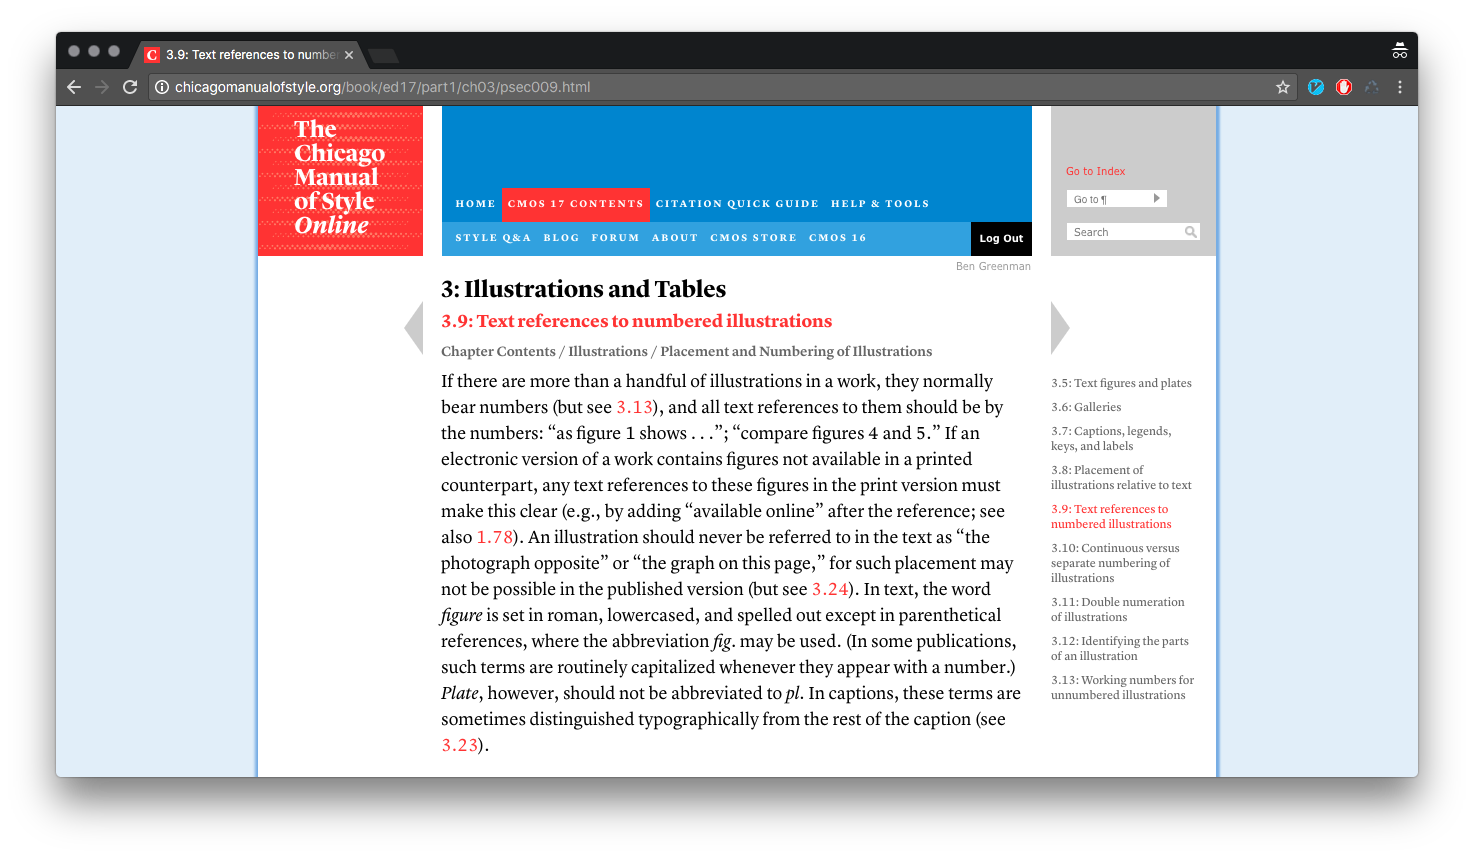 3.9: Text references to numbe
chicagomanualofstyle.org/book/ed17/part1/ch03/psec009.html
The
Chicago
Manual
of Style
Online
HOME CMOS 17 CONTENTS CITATION QUICK GUIDE HELP & TOOLS
STYLE Q&A BLOG FORUM ABOUT CMOS STORE CMOS 16
Log Out
Go to Index
Go to ¶
Search
Ben Greenman
3: Illustrations and Tables
3.9: Text references to numbered illustrations
Chapter Contents / Illustrations / Placement and Numbering of Illustrations
If there are more than a handful of illustrations in a work, they normally
bear numbers (but see 3.13), and all text references to them should be by
the numbers: “as figure 1 shows . . .”; “compare figures 4 and 5.” If an
electronic version of a work contains figures not available in a printed
counterpart, any text references to these figures in the print version must
make this clear (e.g., by adding “available online” after the reference; see
also 1.78). An illustration should never be referred to in the text as “the
photograph opposite” or “the graph on this page,” for such placement may
not be possible in the published version (but see 3.24). In text, the word
figure is set in roman, lowercased, and spelled out except in parenthetical
references, where the abbreviation fig. may be used. (In some publications,
such terms are routinely capitalized whenever they appear with a number.)
Plate, however, should not be abbreviated to pl. In captions, these terms are
sometimes distinguished typographically from the rest of the caption (see
3.23).
3.5: Text figures and plates
3.6: Galleries
3.7: Captions, legends,
keys, and labels
3.8: Placement of
illustrations relative to text
3.9: Text references to
numbered illustrations
3.10: Continuous versus
separate numbering of
illustrations
3.11: Double numeration
of illustrations
3.12: Identifying the parts
of an illustration
3.13: Working numbers for
unnumbered illustrations